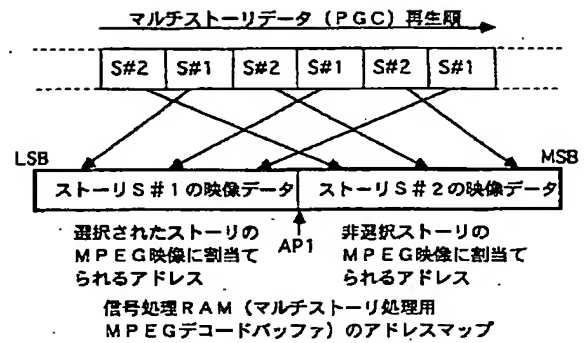 マルチストーリデータ（PGC）再生順
S#2 S#1 S#2 S#1 S#2 S#1
LSB MSB
ストーリS#1の映像データ ストーリS#2の映像データ
選択されたストーリの
MPEG映像に割当て
られるアドレス
AP1
非選択ストーリの
MPEG映像に割当て
られるアドレス
信号処理RAM（マルチストーリ処理用
MPEGデコードバッファ）のアドレスマップ